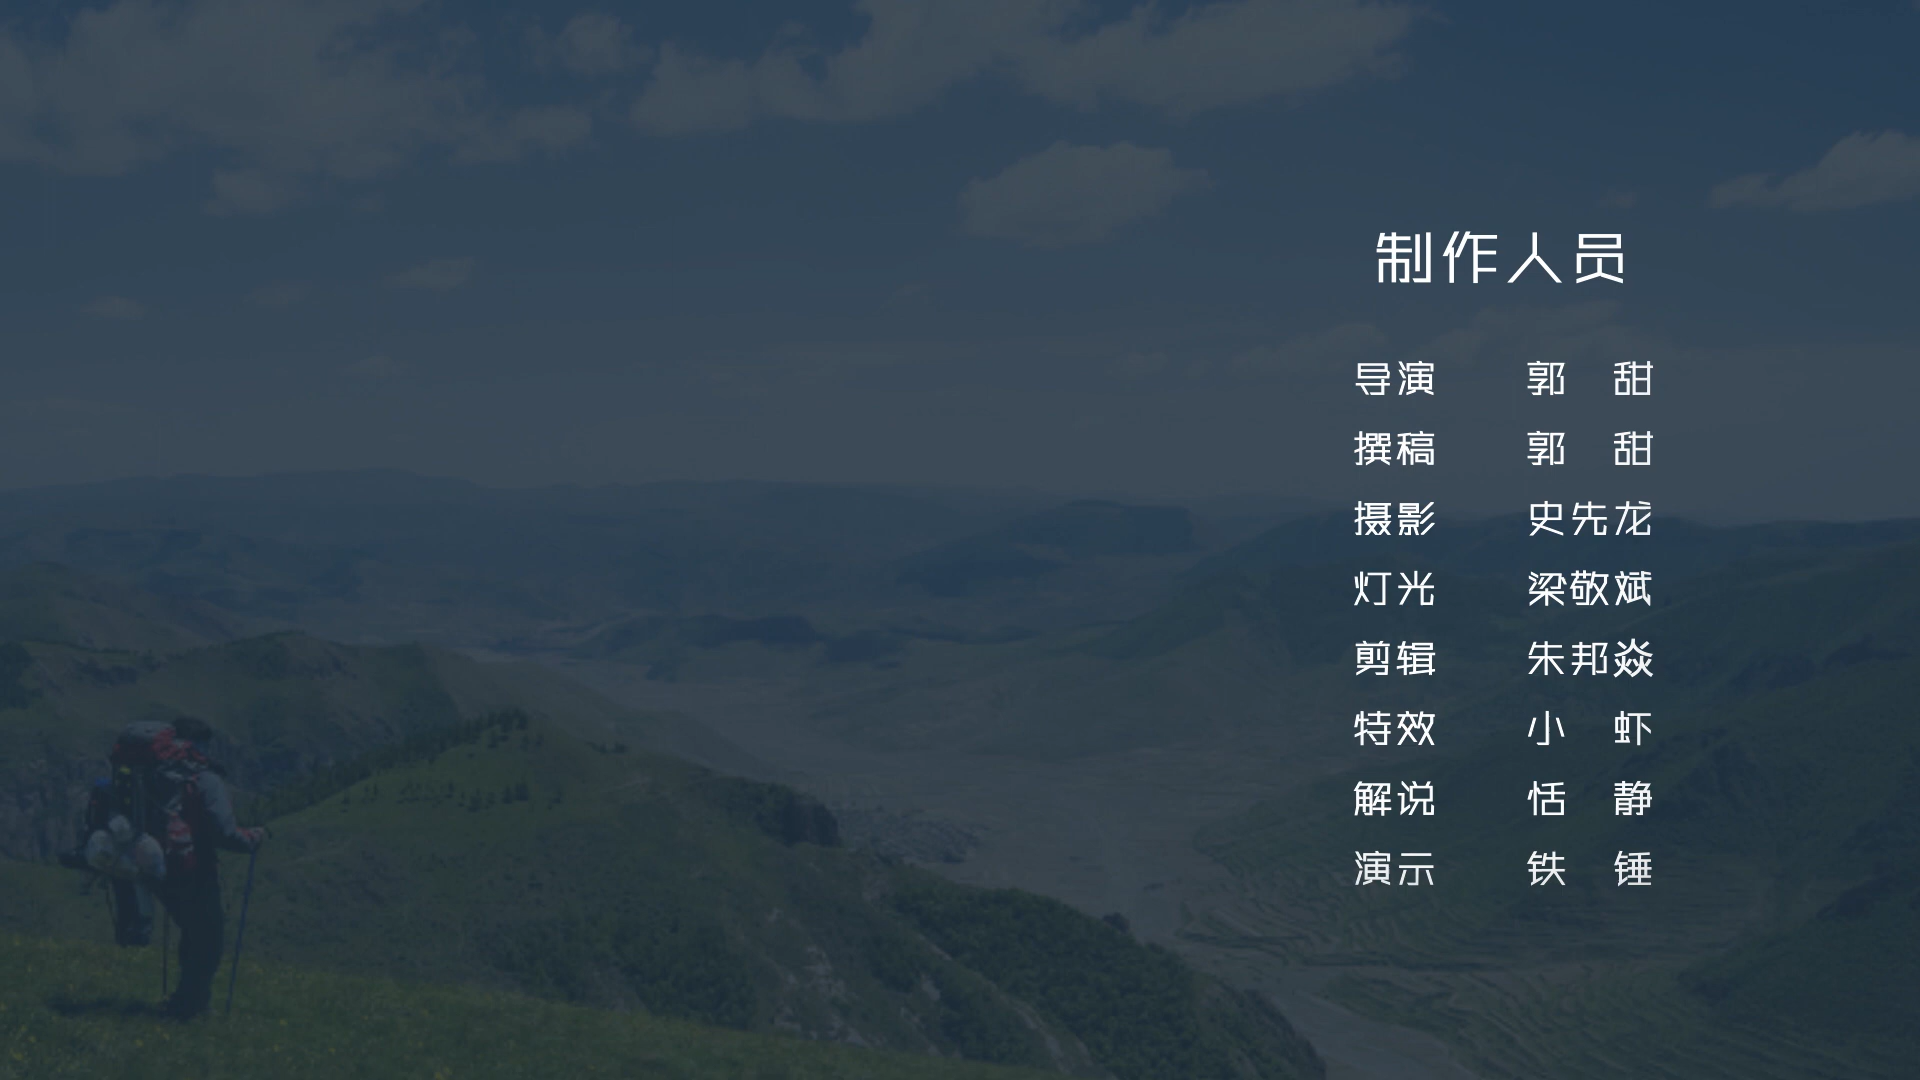 制作人员
导演 郭 甜
撰稿 郭 甜
摄影 史先龙
灯光 梁敬斌
剪辑 朱邦焱
特效 小 虾
解说 恬 静
演示 铁 锤